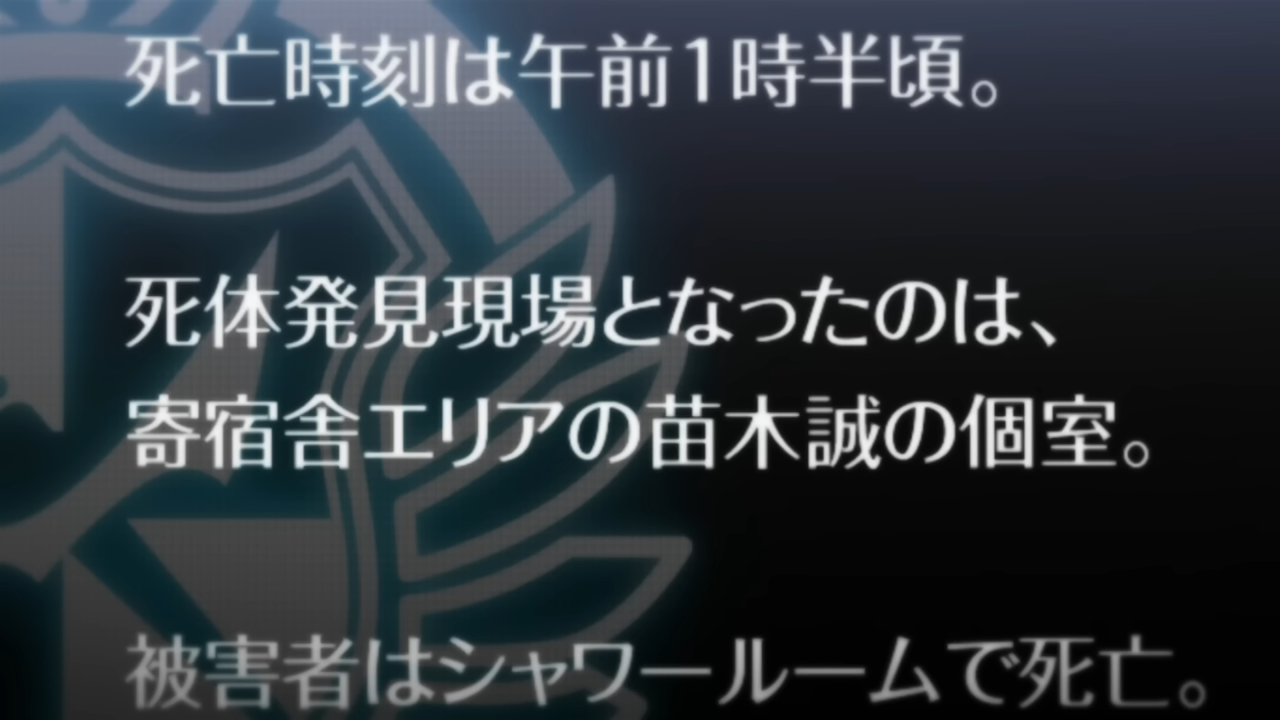 死亡時刻は午前1時半頃。
死体発見現場となったのは、
寄宿舎エリアの苗木誠の個室。
被害者はシャワールームで死亡。